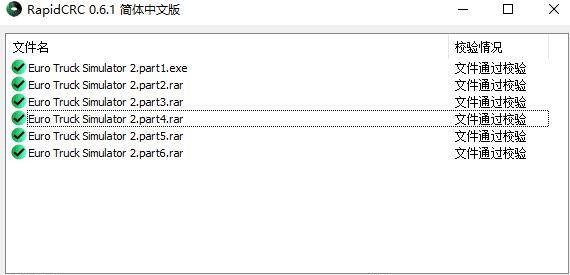 RapidCRC 0.6.1 简体中文版
文件名 校验情况
Euro Truck Simulator 2.part1.exe 文件通过校验
Euro Truck Simulator 2.part2.rar 文件通过校验
Euro Truck Simulator 2.part3.rar 文件通过校验
Euro Truck Simulator 2.part4.rar 文件通过校验
Euro Truck Simulator 2.part5.rar 文件通过校验
Euro Truck Simulator 2.part6.rar 文件通过校验